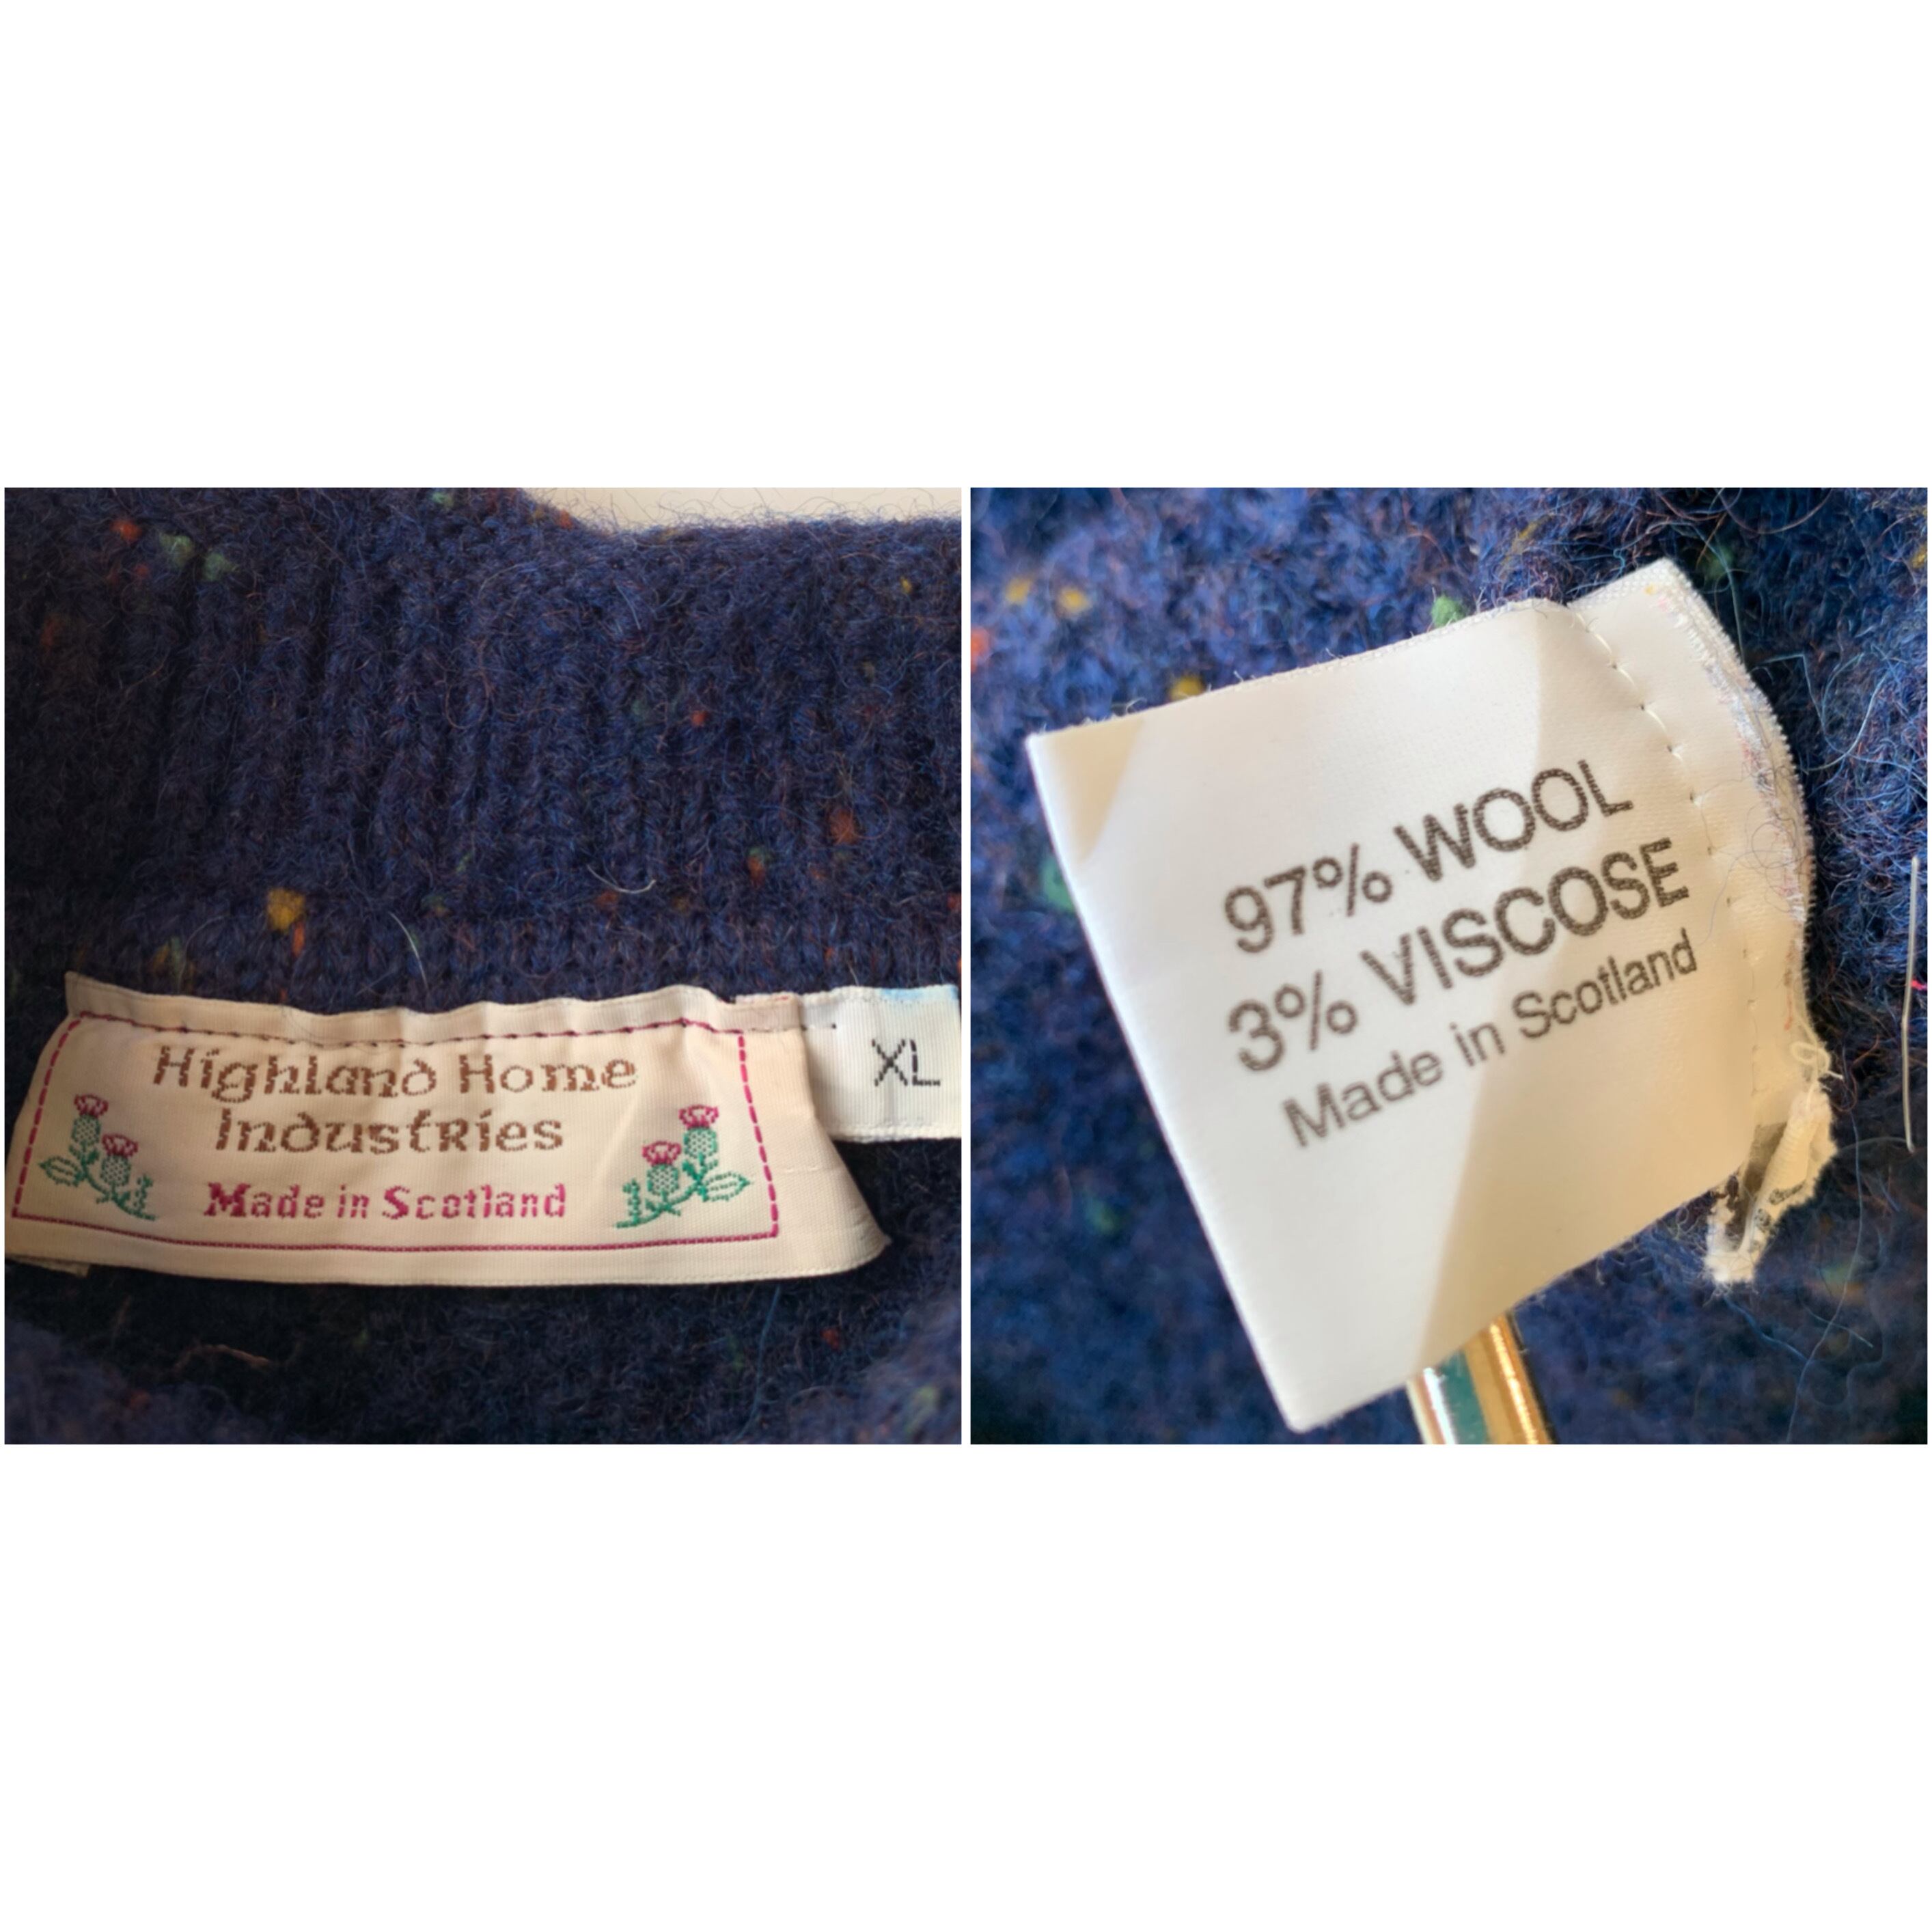 Highland Home
Industries
Made in Scotland
XL
97% WOOL
3% VISCOSE
Made in Scotland